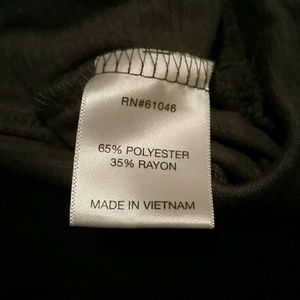 RN#61046
65% POLYESTER
35% RAYON
MADE IN VIETNAM